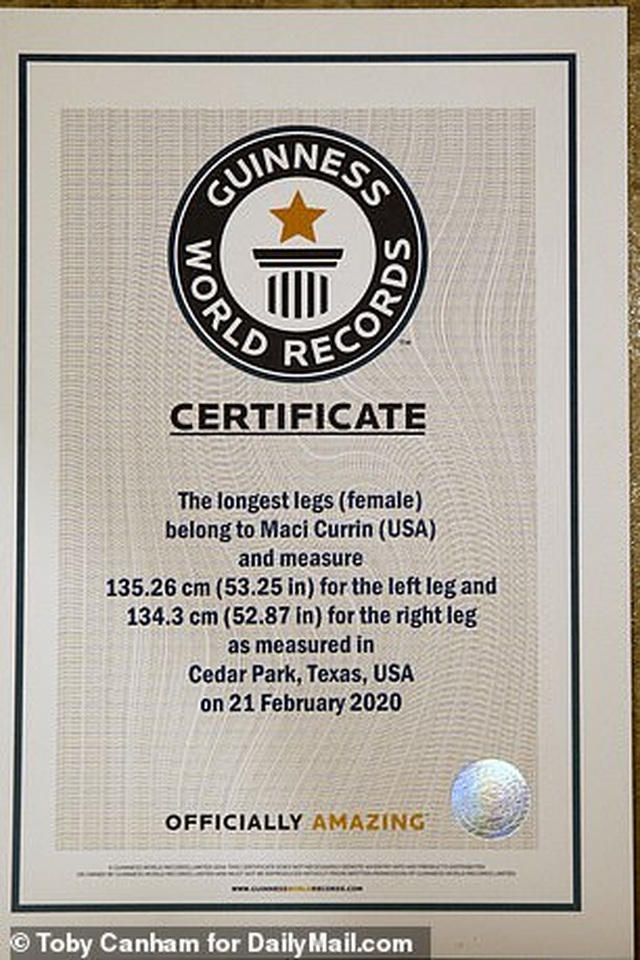 GUINNESS
WORLD RECORDS
™
CERTIFICATE
The longest legs (female)
belong to Maci Currin (USA)
and measure
135.26 cm (53.25 in) for the left leg and
134.3 cm (52.87 in) for the right leg
as measured in
Cedar Park, Texas, USA
on 21 February 2020
OFFICIALLY AMAZING
WWW.GUINNESSWORLDRECORDS.COM
© Toby Canham for DailyMail.com